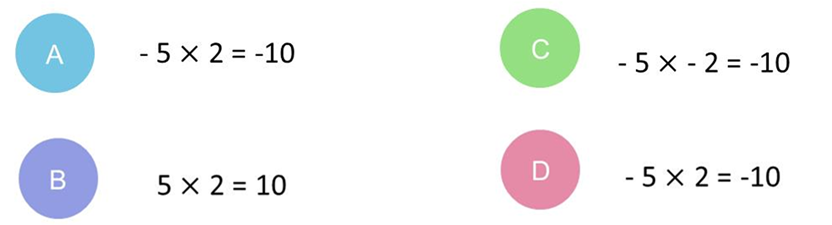 A - 5 × 2 = -10
B 5 × 2 = 10
C - 5 × - 2 = -10
D - 5 × 2 = -10